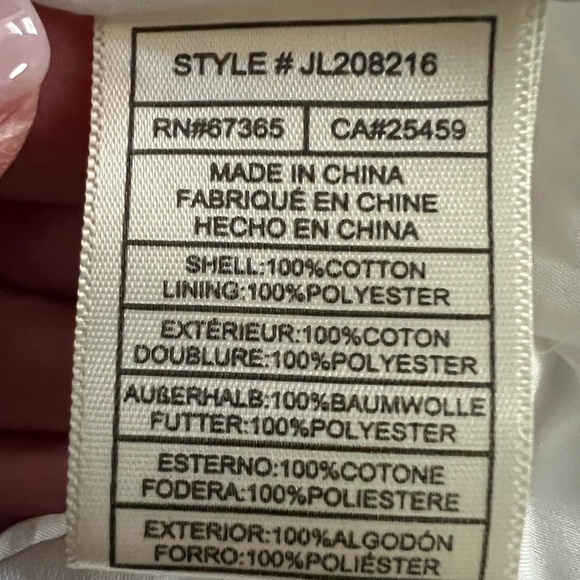 STYLE # JL208216
RN#67365 CA#25459
MADE IN CHINA
FABRIQUÉ EN CHINE
HECHO EN CHINA
SHELL:100%COTTON
LINING:100%POLYESTER
EXTÉRIEUR:100%COTON
DOUBLURE:100%POLYESTER
AUßERHALB:100%BAUMWOLLE
FUTTER:100%POLYESTER
ESTERNO:100%COTONE
FODERA:100%POLIESTERE
EXTERIOR:100%ALGODÓN
FORRO:100%POLIÉSTER